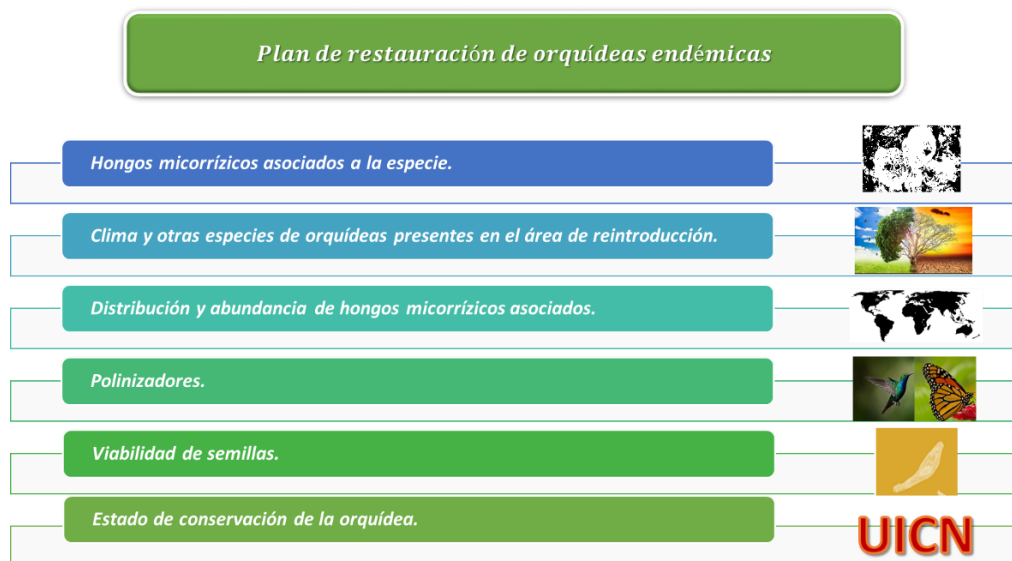 Plan de restauración de orquídeas endémicas
Hongos micorrízicos asociados a la especie.
Clima y otras especies de orquídeas presentes en el área de reintroducción.
Distribución y abundancia de hongos micorrízicos asociados.
Polinizadores.
Viabilidad de semillas.
Estado de conservación de la orquídea.
UICN